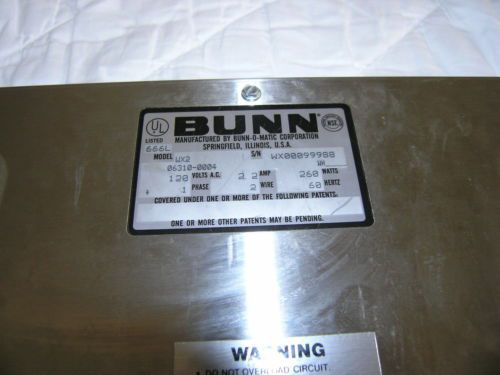 UL
LISTED
666L
BUNN
NSF
MANUFACTURED BY BUNN-O-MATIC CORPORATION
SPRINGFIELD, ILLINOIS, U.S.A.
MODEL WX2 S/N WX00099988
06310-0004 WH
120 VOLTS A.C. 2.2 AMP 260 WATTS
1 PHASE 2 WIRE 60 HERTZ
COVERED UNDER ONE OR MORE OF THE FOLLOWING PATENTS.
ONE OR MORE OTHER PATENTS MAY BE PENDING.
WARNING
1. DO NOT OVERLOAD CIRCUIT.